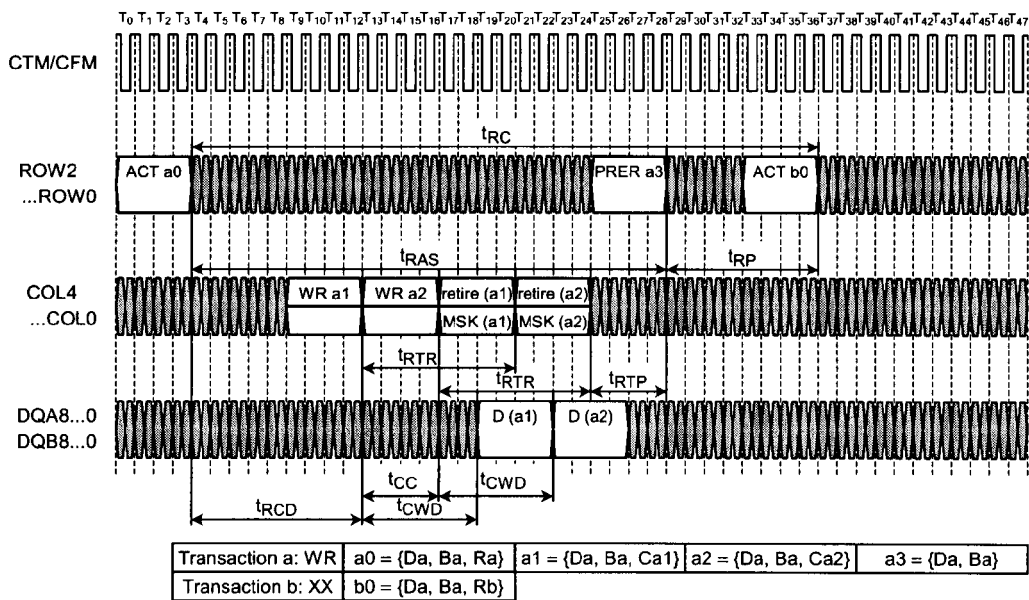 T0 T1 T2 T3 T4 T5 T6 T7 T8 T9 T10 T11 T12 T13 T14 T15 T16 T17 T18 T19 T20 T21 T22 T23 T24 T25 T26 T27 T28 T29 T30 T31 T32 T33 T34 T35 T36 T37 T38 T39 T40 T41 T42 T43 T44 T45 T46 T47
CTM/CFM
tRC
ROW2
...ROW0
ACT a0
PRER a3
ACT b0
tRAS
tRP
COL4
...COL0
WR a1
WR a2
retire (a1)
retire (a2)
MSK (a1)
MSK (a2)
tRTR
tRTR
tRTP
DQA8...0
DQB8...0
D (a1)
D (a2)
tCC
tCWD
tRCD
tCWD
Transaction a: WR
a0 = {Da, Ba, Ra}
a1 = {Da, Ba, Ca1}
a2 = {Da, Ba, Ca2}
a3 = {Da, Ba}
Transaction b: XX
b0 = {Da, Ba, Rb}